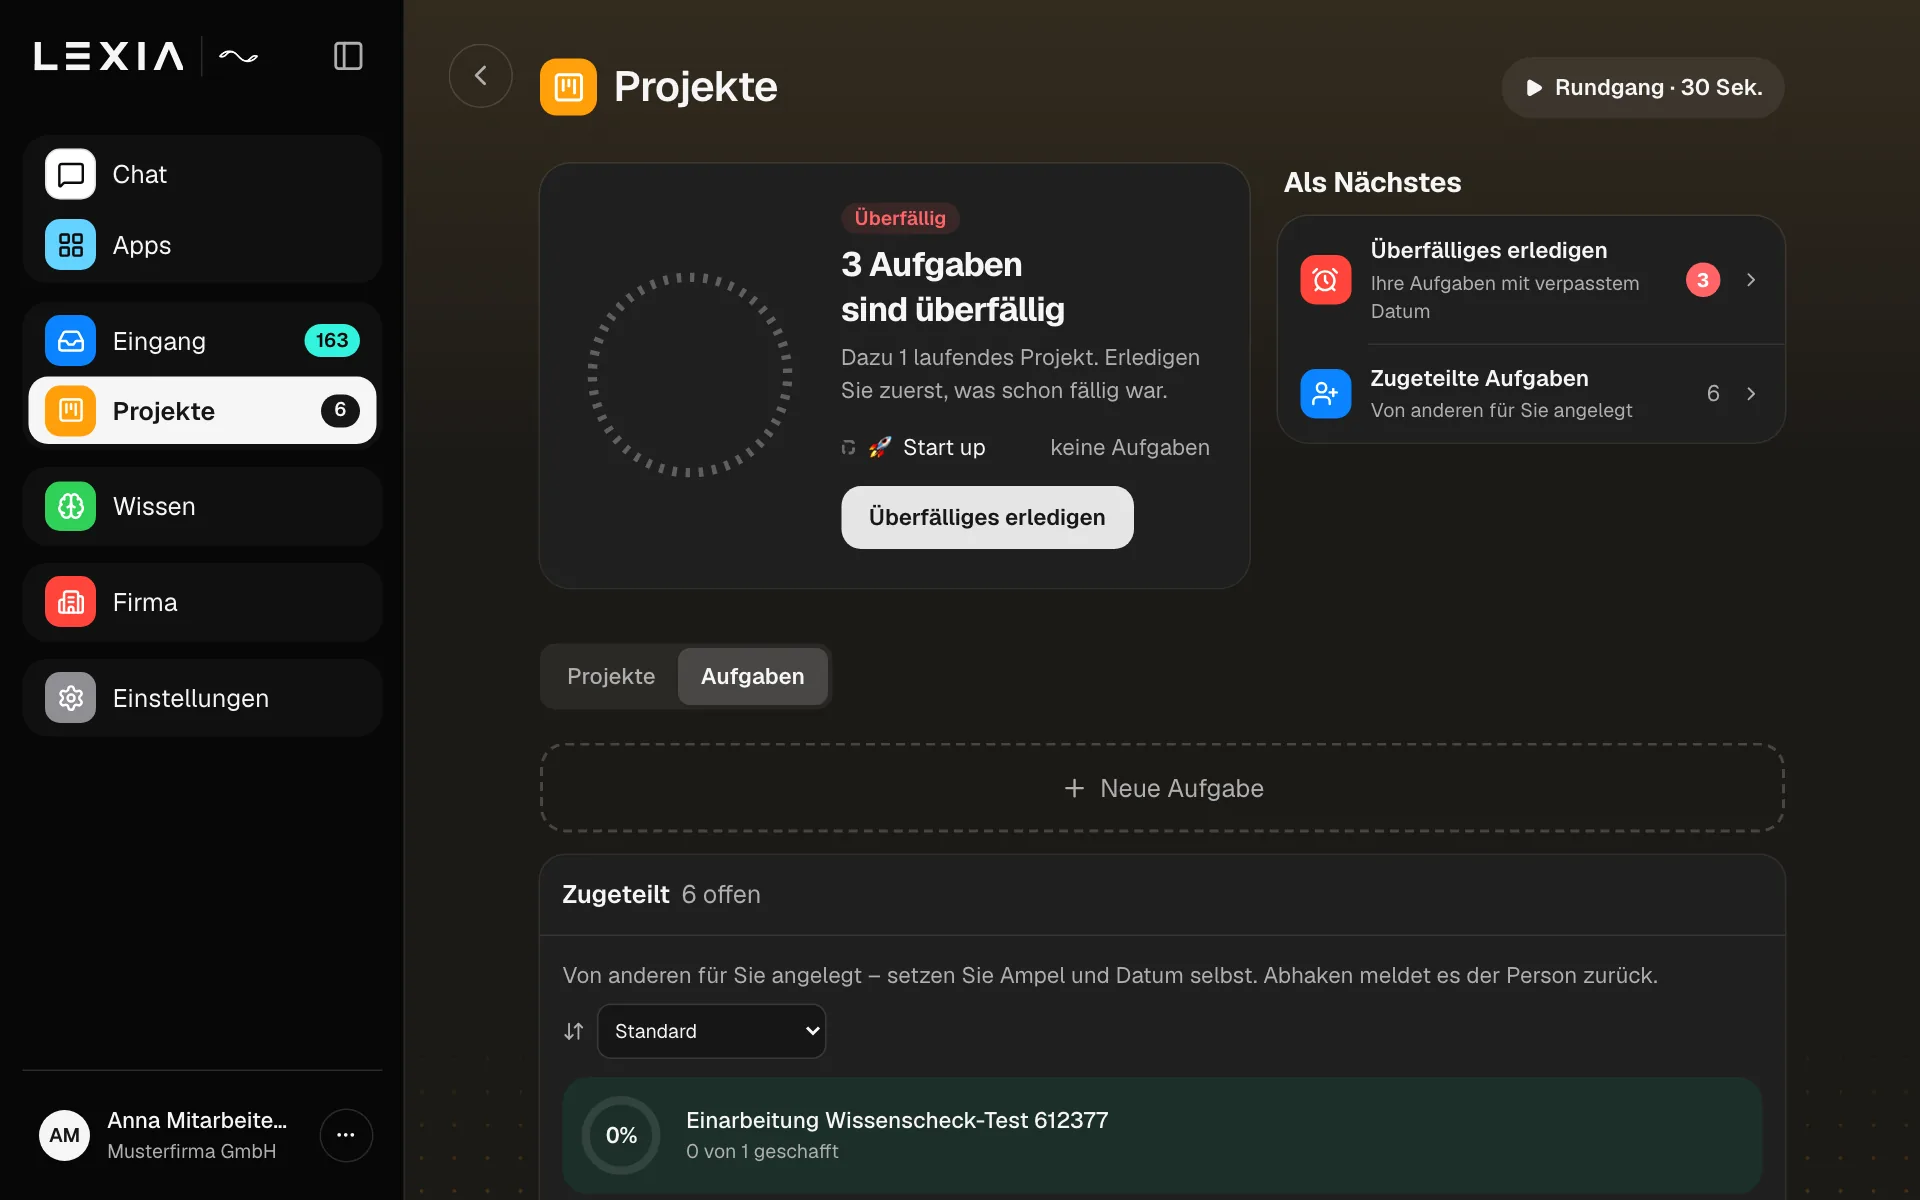 LEXIA
Chat
Apps
Eingang
163
Projekte
6
Wissen
Firma
Einstellungen
AM
Anna Mitarbeite...
Musterfirma GmbH
Projekte
Rundgang · 30 Sek.
Überfällig
3 Aufgaben
sind überfällig
Dazu 1 laufendes Projekt. Erledigen
Sie zuerst, was schon fällig war.
🚀 Start up
keine Aufgaben
Überfälliges erledigen
Als Nächstes
Überfälliges erledigen
Ihre Aufgaben mit verpasstem
Datum
3
Zugeteilte Aufgaben
Von anderen für Sie angelegt
6
Projekte
Aufgaben
+ Neue Aufgabe
Zugeteilt 6 offen
Von anderen für Sie angelegt – setzen Sie Ampel und Datum selbst. Abhaken meldet es der Person zurück.
Standard
0%
Einarbeitung Wissenscheck-Test 612377
0 von 1 geschafft